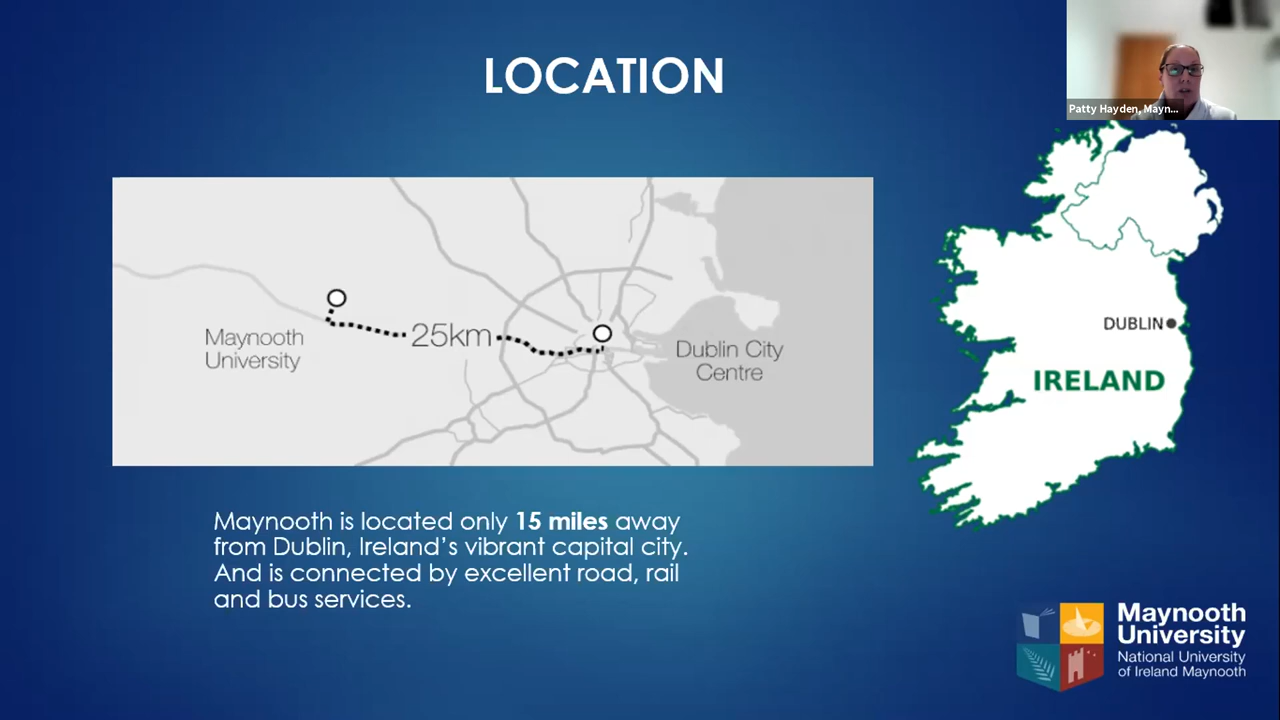 LOCATION
Patty Hayden, Mayn...
Maynooth
University
25km
Dublin City
Centre
DUBLIN
IRELAND
Maynooth is located only 15 miles away
from Dublin, Ireland's vibrant capital city.
And is connected by excellent road, rail
and bus services.
Maynooth
University
National University
of Ireland Maynooth